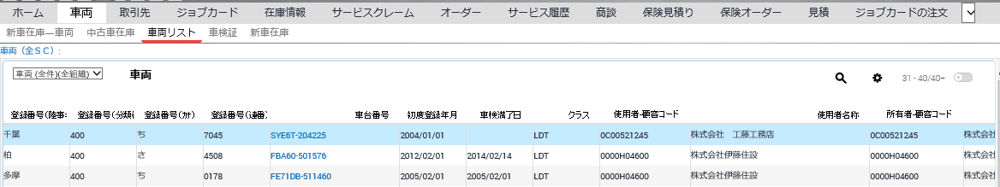 ホーム 車両 取引先 ジョブカード 在庫情報 サービスクレーム オーダー サービス履歴 商談 保険見積り 保険オーダー 見積 ジョブカードの注文
新車在庫―車両 中古車在庫 車両リスト 車検証 新車在庫
車両（全ＳＣ）:
車両 (全件)(全組織) 車両 31 - 40/40+
登録番号(陸事: 登録番号(分類番 登録番号(カナ) 登録番号(連番) 車台番号 初度登録年月 車検満了日 クラス 使用者-顧客コード 使用者名称 所有者-顧客コード
千葉 400 ち 7045 SYE6T-204225 2004/01/01 LDT 0C00521245 株式会社 工藤工務店 0C00521245 株式会社
柏 400 さ 4508 FBA60-501576 2012/02/01 2014/02/14 LDT 0000H04600 株式会社伊藤住設 0000H04600 株式会社
多摩 400 ち 0178 FE71DB-511460 2005/02/01 2005/02/01 LDT 0000H04600 株式会社伊藤住設 0000H04600 株式会社